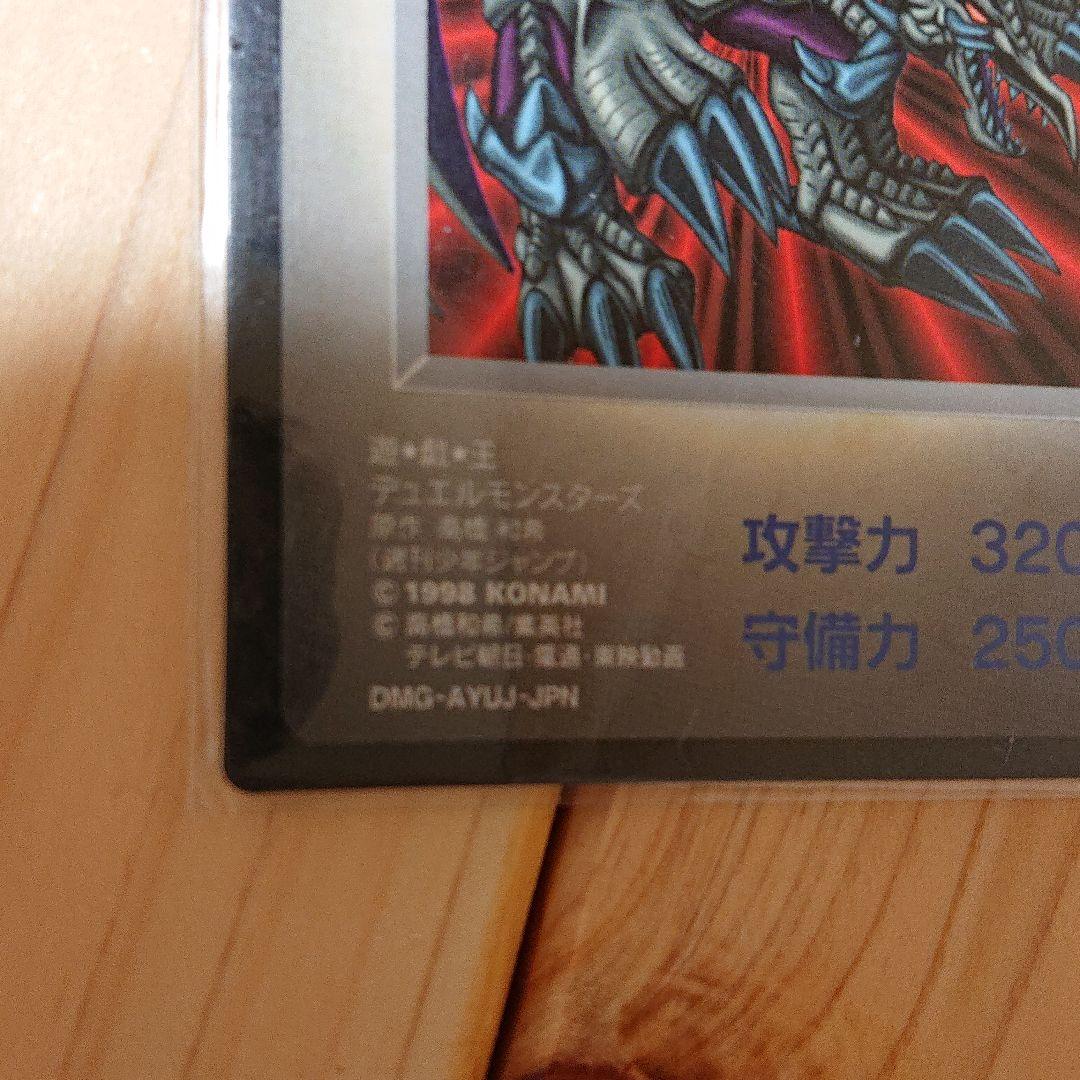 遊★戯★王
デュエルモンスターズ
原作 高橋 和希
(週刊少年ジャンプ)
© 1998 KONAMI
© 高橋和希/集英社
テレビ朝日・電通・東映動画
DMG-AYUJ-JPN
攻撃力 320
守備力 250